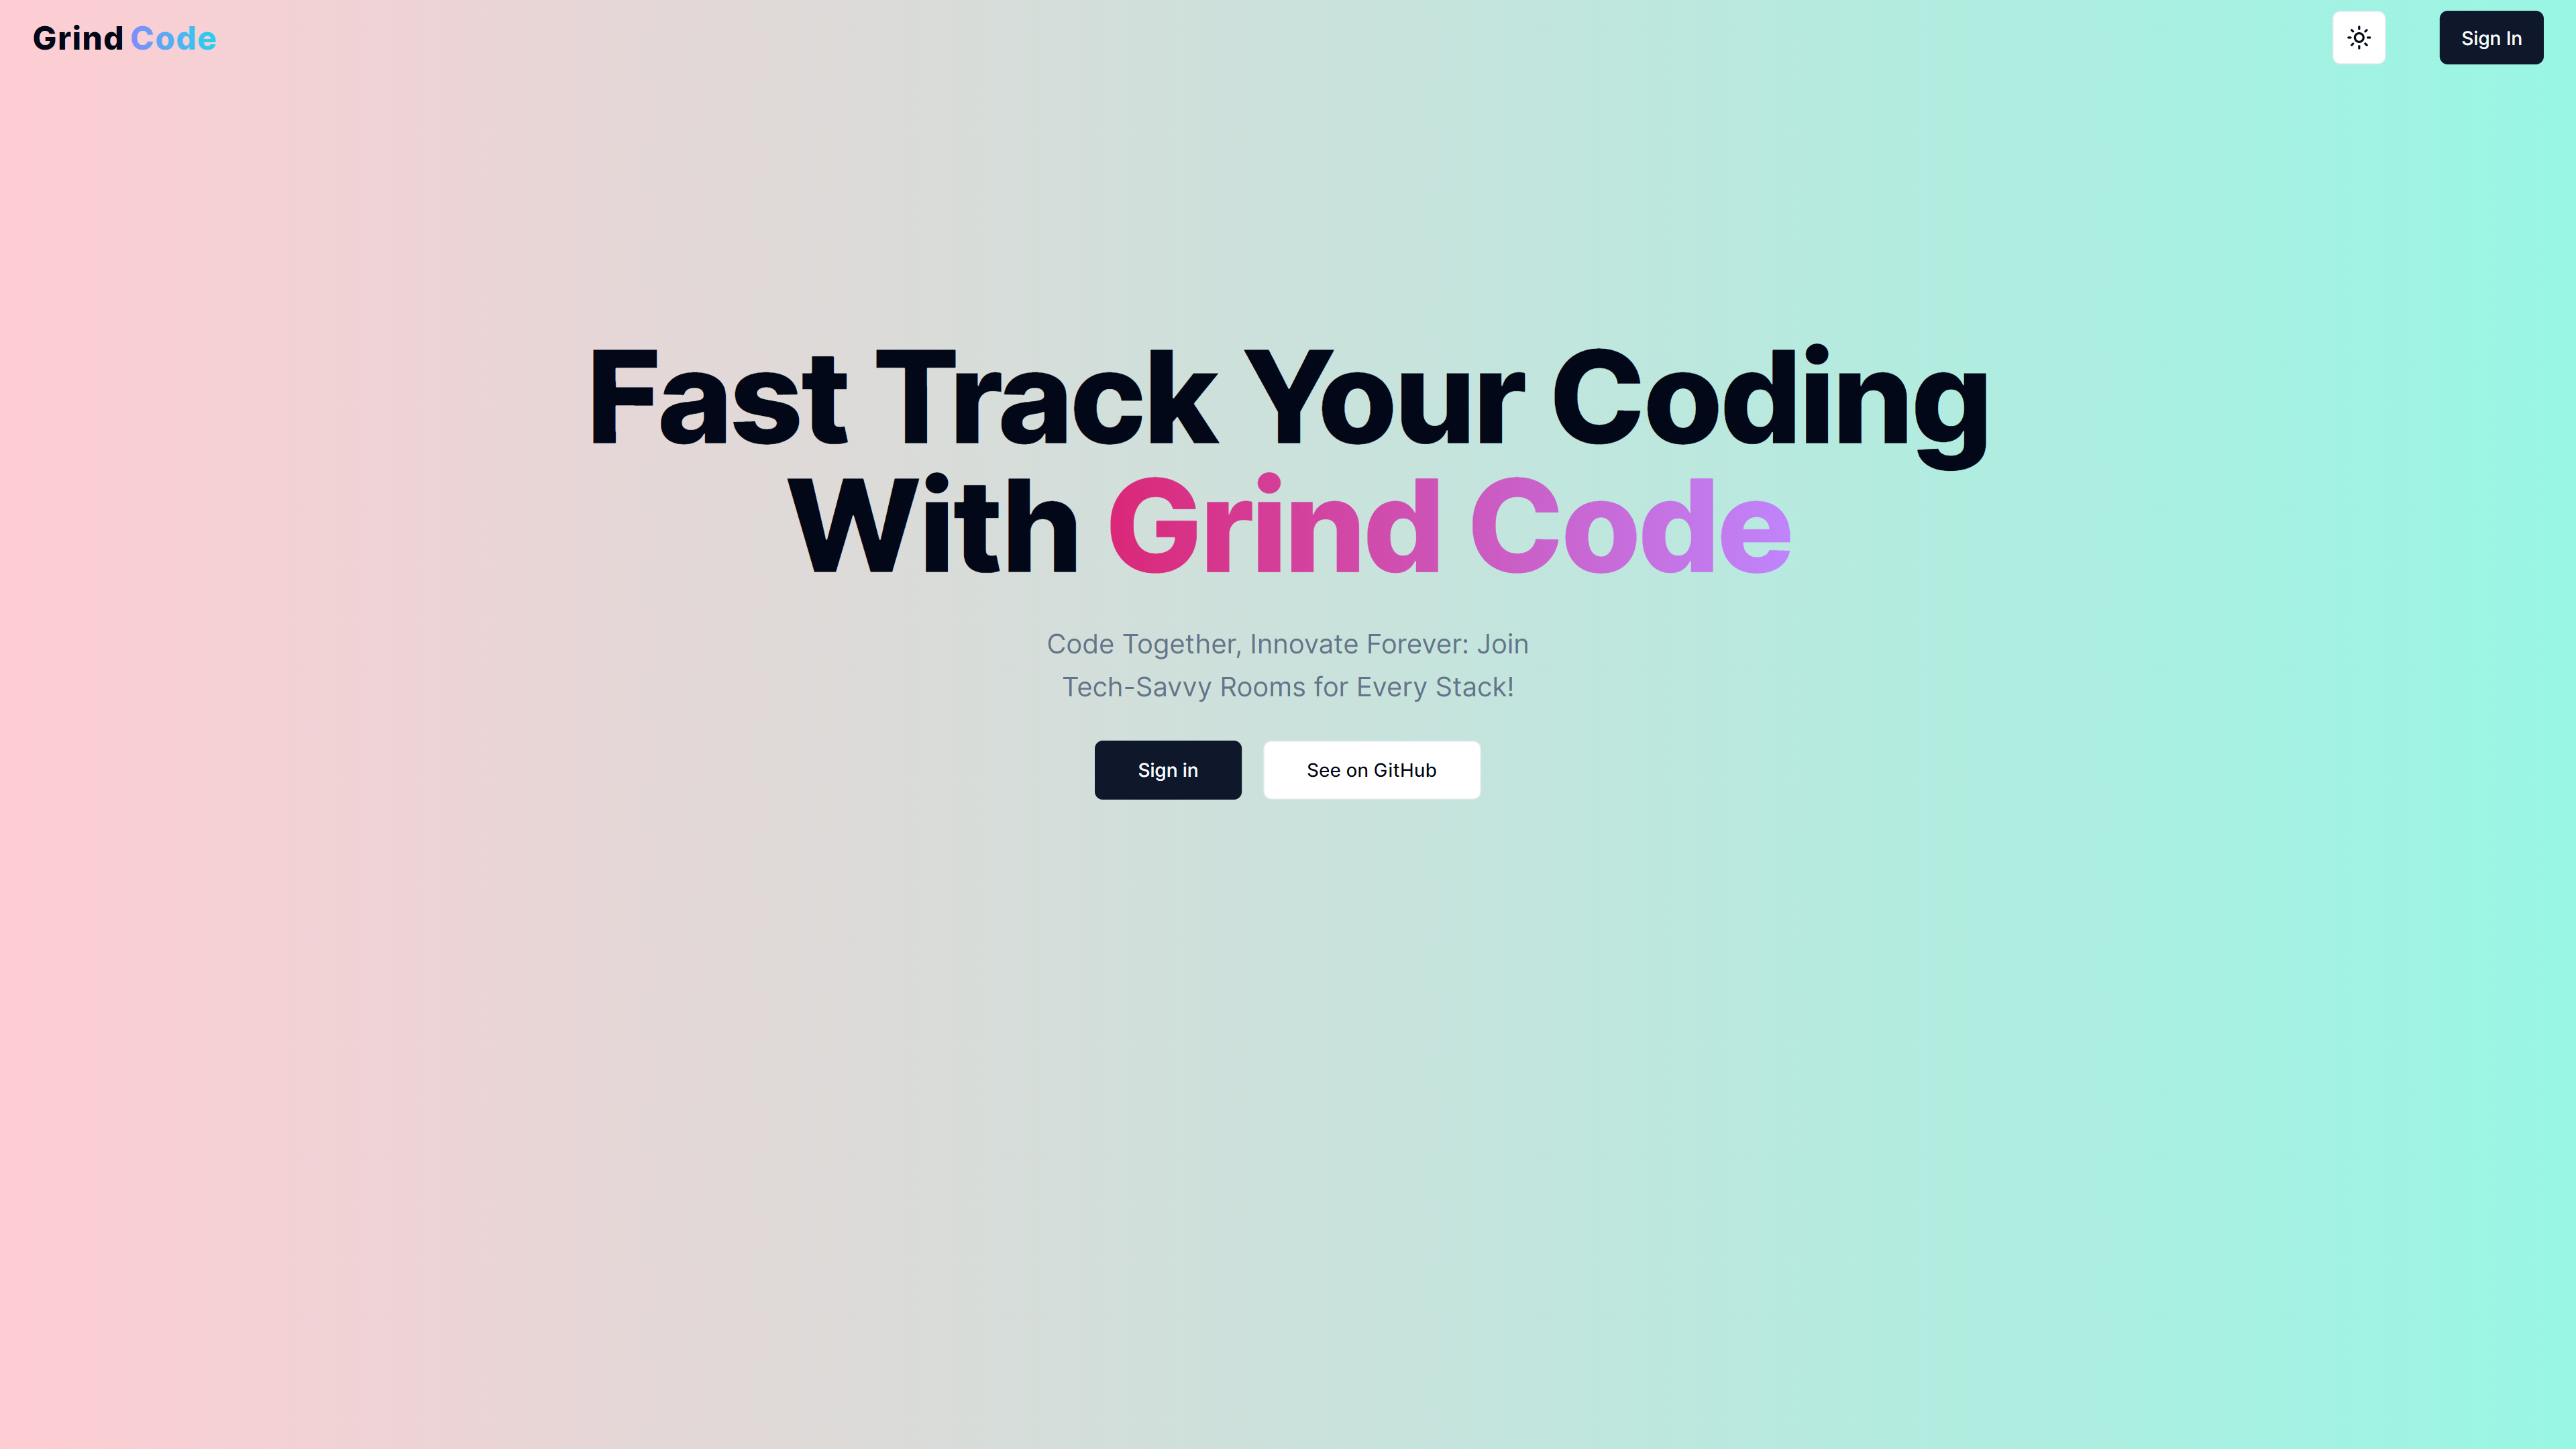 Grind Code
Sign In
Fast Track Your Coding
With Grind Code
Code Together, Innovate Forever: Join
Tech-Savvy Rooms for Every Stack!
Sign in
See on GitHub